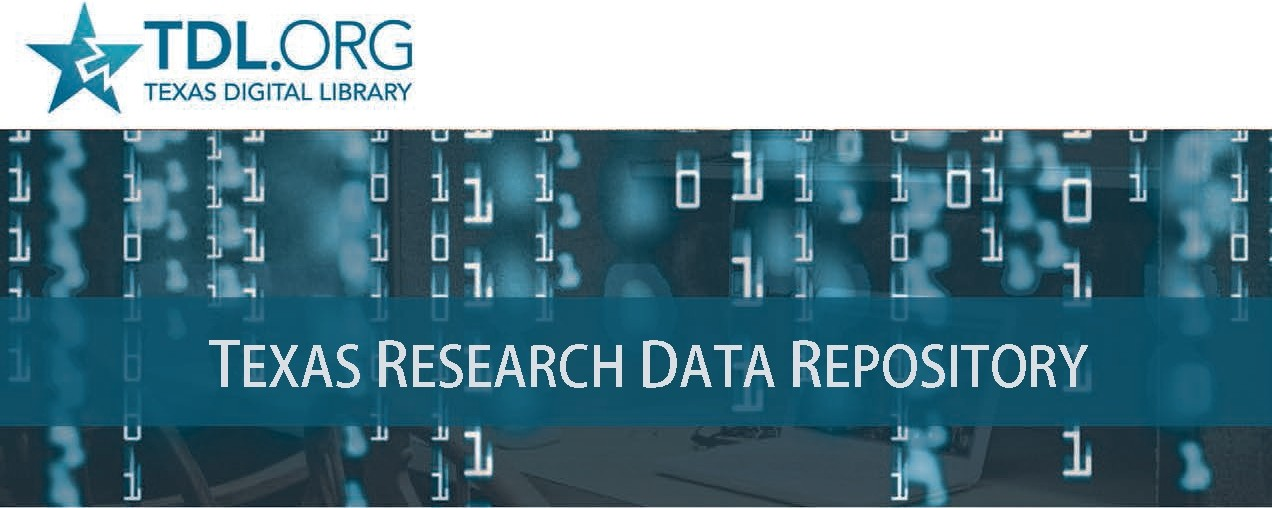 TDL.ORG
TEXAS DIGITAL LIBRARY
TEXAS RESEARCH DATA REPOSITORY